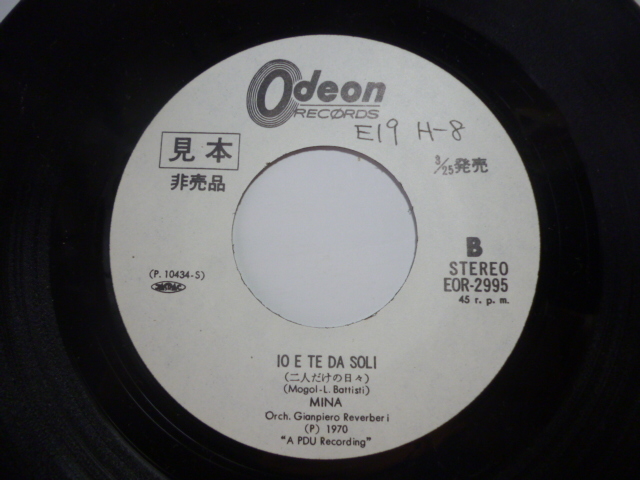 Odeon
RECORDS
E19 H-8
見本
非売品
3/25発売
B
STEREO
EOR-2995
45 r. p. m.
(P. 10434-S)
IO E TE DA SOLI
(二人だけの日々)
(Mogol-L. Battisti)
MINA
Orch. Gianpiero Reverberi
(P) 1970
"A PDU Recording"